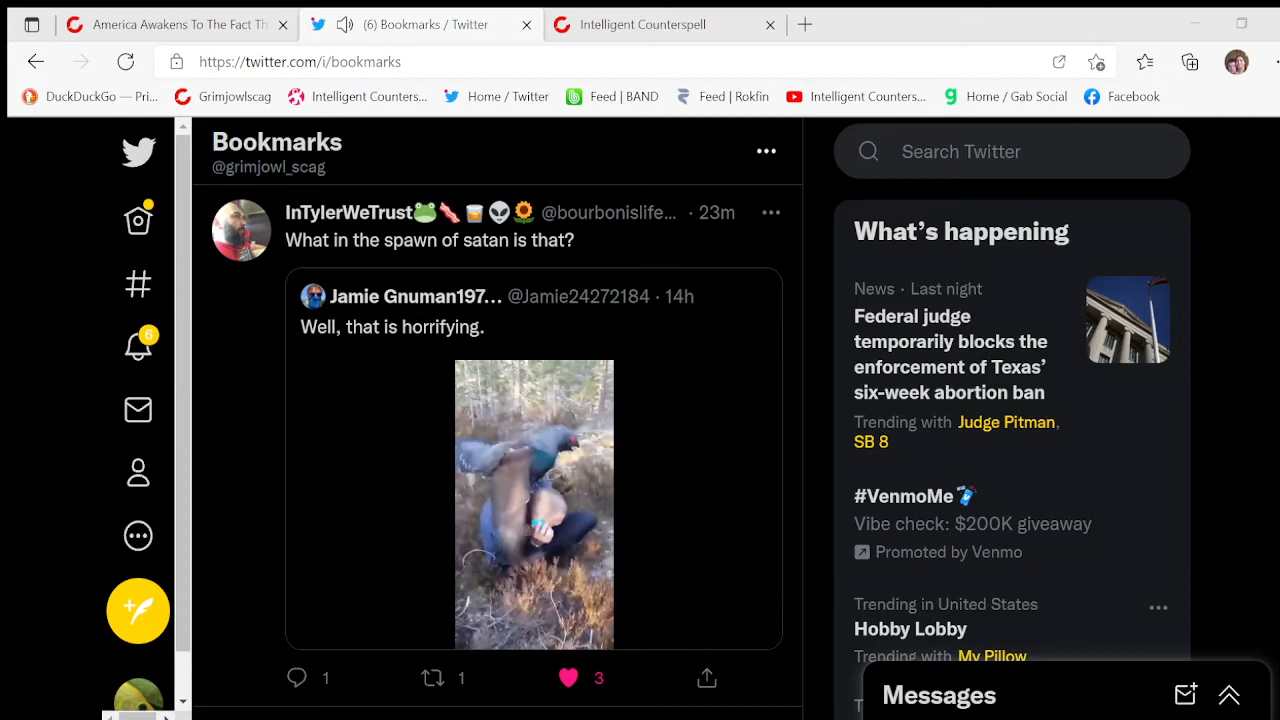 America Awakens To The Fact Th
(6) Bookmarks / Twitter
Intelligent Counterspell
https://twitter.com/i/bookmarks
DuckDuckGo — Pri...
Grimjowlscag
Intelligent Counters...
Home / Twitter
Feed | BAND
Feed | Rokfin
Intelligent Counters...
Home / Gab Social
Facebook
Bookmarks
@grimjowl_scag
InTylerWeTrust🐸🥓🥃👽🌻 @bourbonislife... · 23m
What in the spawn of satan is that?
Jamie Gnuman197... @Jamie24272184 · 14h
Well, that is horrifying.
1
1
3
6
Search Twitter
What's happening
News · Last night
Federal judge
temporarily blocks the
enforcement of Texas'
six-week abortion ban
Trending with Judge Pitman,
SB 8
#VenmoMe
Vibe check: $200K giveaway
Promoted by Venmo
Trending in United States
Hobby Lobby
Trending with My Pillow
Messages